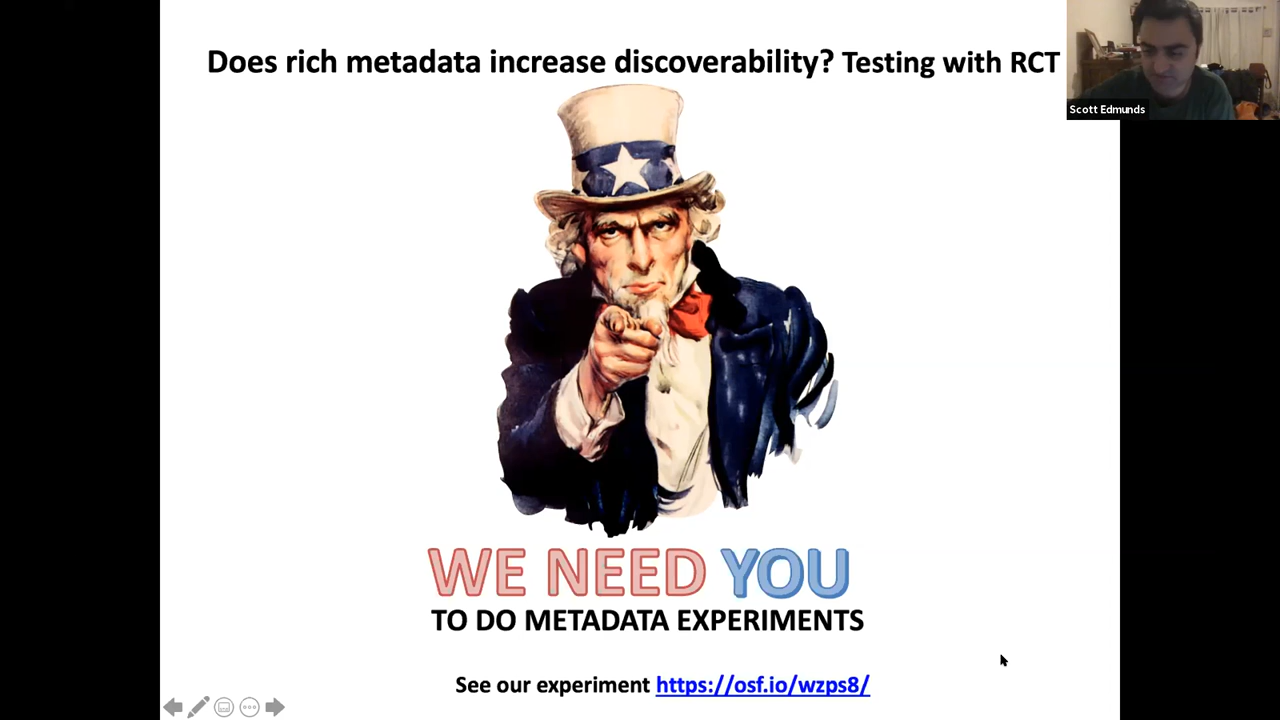 Does rich metadata increase discoverability? Testing with RCT
Scott Edmunds
WE NEED YOU
TO DO METADATA EXPERIMENTS
See our experiment https://osf.io/wzps8/